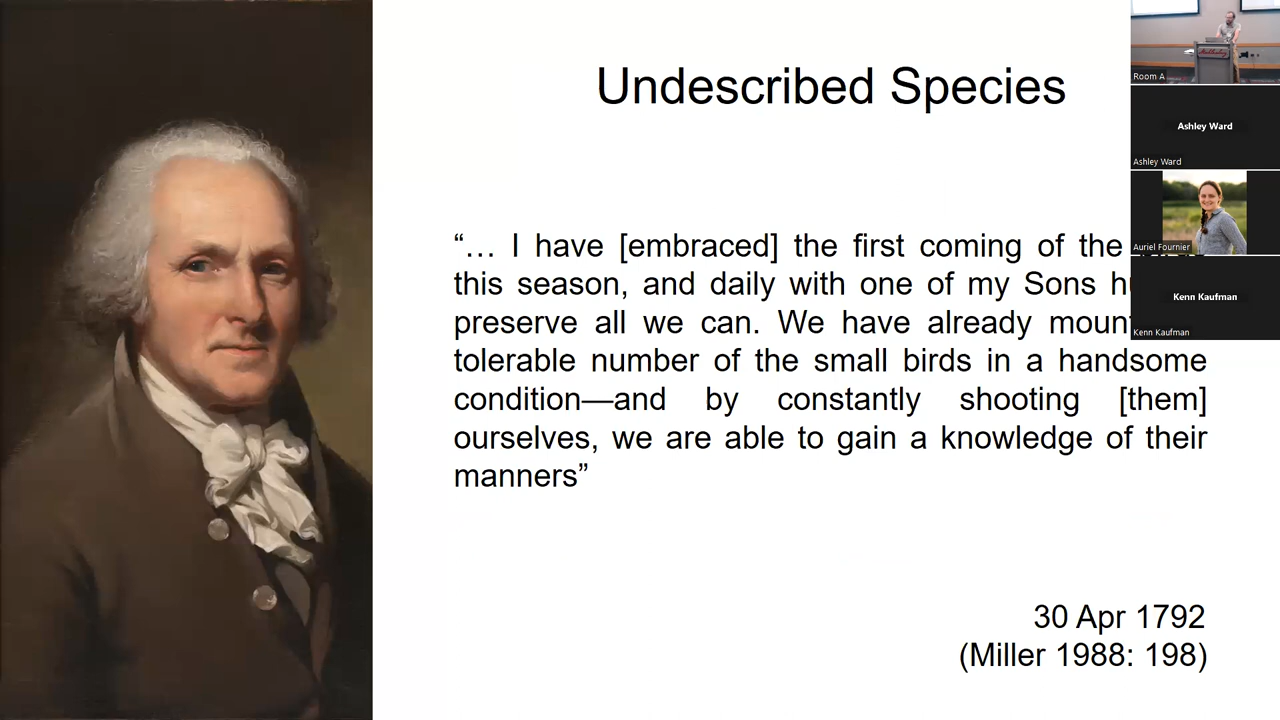 Undescribed Species
“… I have [embraced] the first coming of the
this season, and daily with one of my Sons
preserve all we can. We have already
tolerable number of the small birds in a handsome
condition—and by constantly shooting [them]
ourselves, we are able to gain a knowledge of their
manners”
30 Apr 1792
(Miller 1988: 198)
Room A
Ashley Ward
Ashley Ward
Auriel Fournier
Kenn Kaufman
Kenn Kaufman